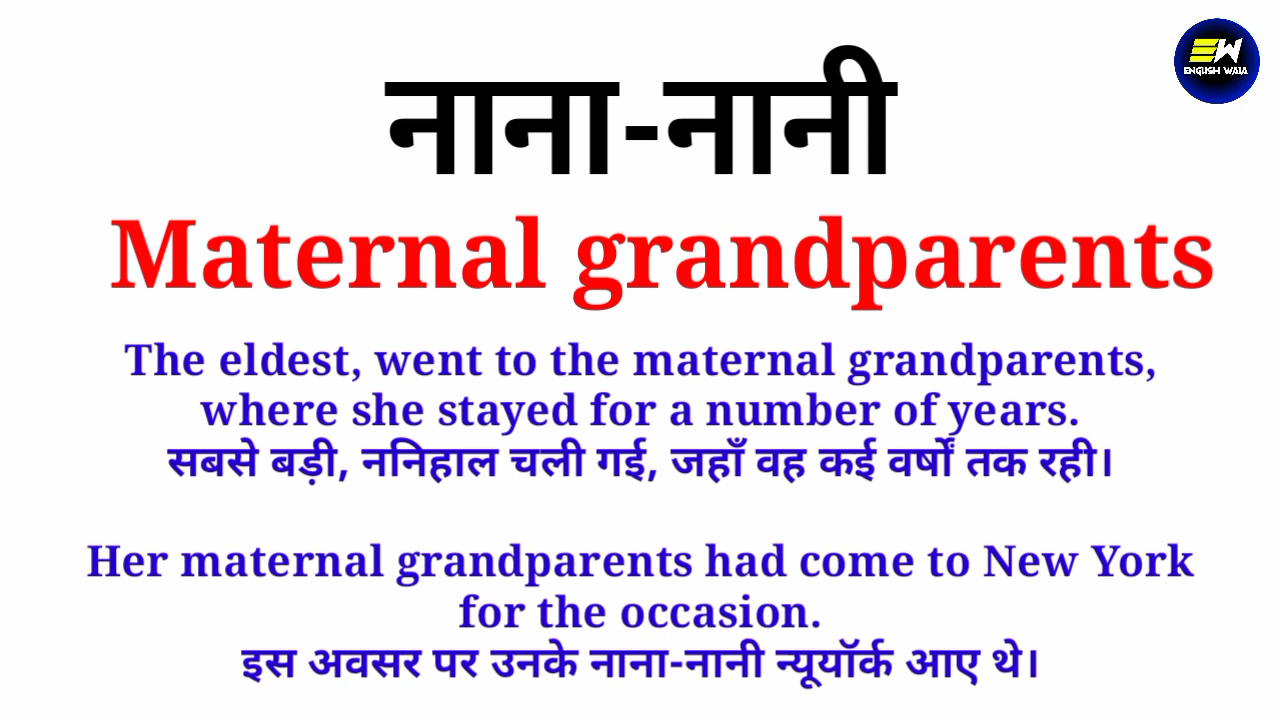 नाना-नानी
EW
ENGLISH WALA
Maternal grandparents
The eldest, went to the maternal grandparents,
where she stayed for a number of years.
सबसे बड़ी, ननिहाल चली गई, जहाँ वह कई वर्षों तक रही।
Her maternal grandparents had come to New York
for the occasion.
इस अवसर पर उनके नाना-नानी न्यूयॉर्क आए थे।